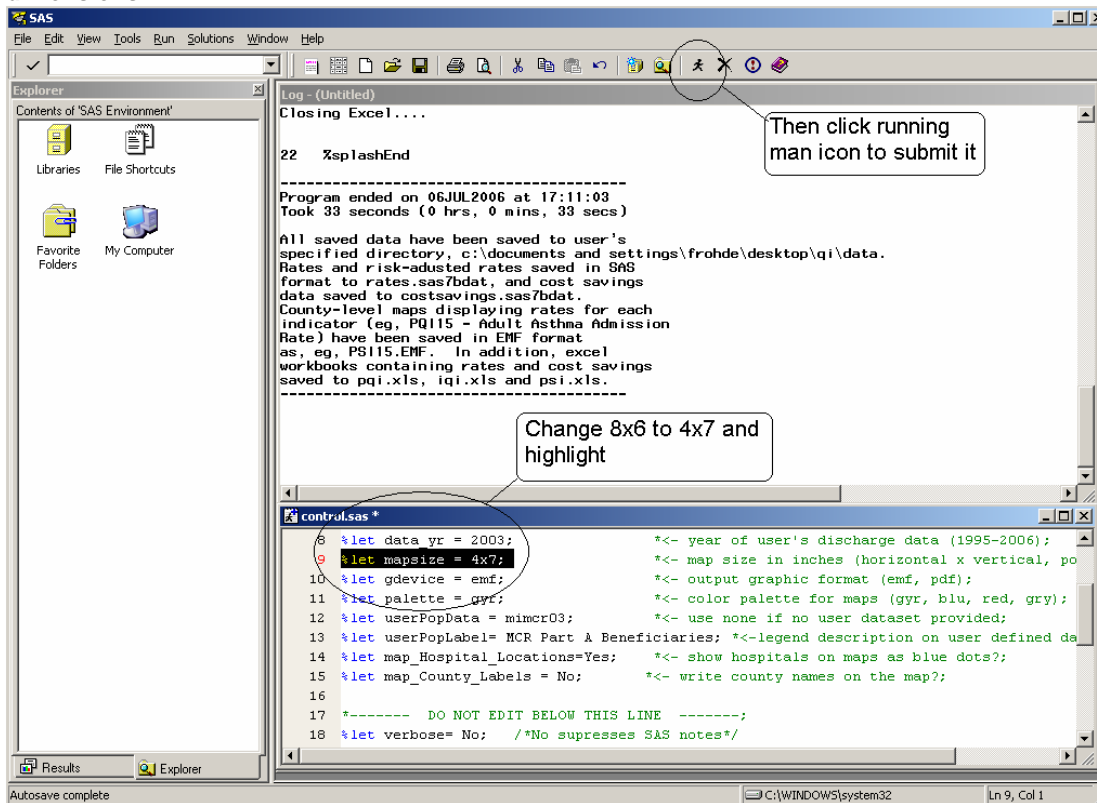 SAS
File Edit View Tools Run Solutions Window Help
Explorer
Contents of 'SAS Environment'
Libraries File Shortcuts
Favorite Folders My Computer
Log - (Untitled)
Closing Excel....
22 %splashEnd
---------------------------------------
Program ended on 06JUL2006 at 17:11:03
Took 33 seconds (0 hrs, 0 mins, 33 secs)
All saved data have been saved to user's
specified directory, c:\documents and settings\frohde\desktop\qi\data.
Rates and risk-adusted rates saved in SAS
format to rates.sas7bdat, and cost savings
data saved to costsavings.sas7bdat.
County-level maps displaying rates for each
indicator (eg, PQI15 - Adult Asthma Admission
Rate) have been saved in EMF format
as, eg, PSI15.EMF. In addition, excel
workbooks containing rates and cost savings
saved to pqi.xls, iqi.xls and psi.xls.
---------------------------------------
Then click running
man icon to submit it
Change 8x6 to 4x7 and
highlight
control.sas *
8 %let data_yr = 2003; *<- year of user's discharge data (1995-2006);
9 %let mapsize = 4x7; *<- map size in inches (horizontal x vertical, po
10 %let gdevice = emf; *<- output graphic format (emf, pdf);
11 %let palette = gyr; *<- color palette for maps (gyr, blu, red, gry);
12 %let userPopData = mimcr03; *<- use none if no user dataset provided;
13 %let userPopLabel= MCR Part A Beneficiaries; *<-legend description on user defined da
14 %let map_Hospital_Locations=Yes; *<- show hospitals on maps as blue dots?;
15 %let map_County_Labels = No; *<- write county names on the map?;
16
17 *------- DO NOT EDIT BELOW THIS LINE -------;
18 %let verbose= No; /*No supresses SAS notes*/
Results Explorer
Autosave complete C:\WINDOWS\system32 Ln 9, Col 1